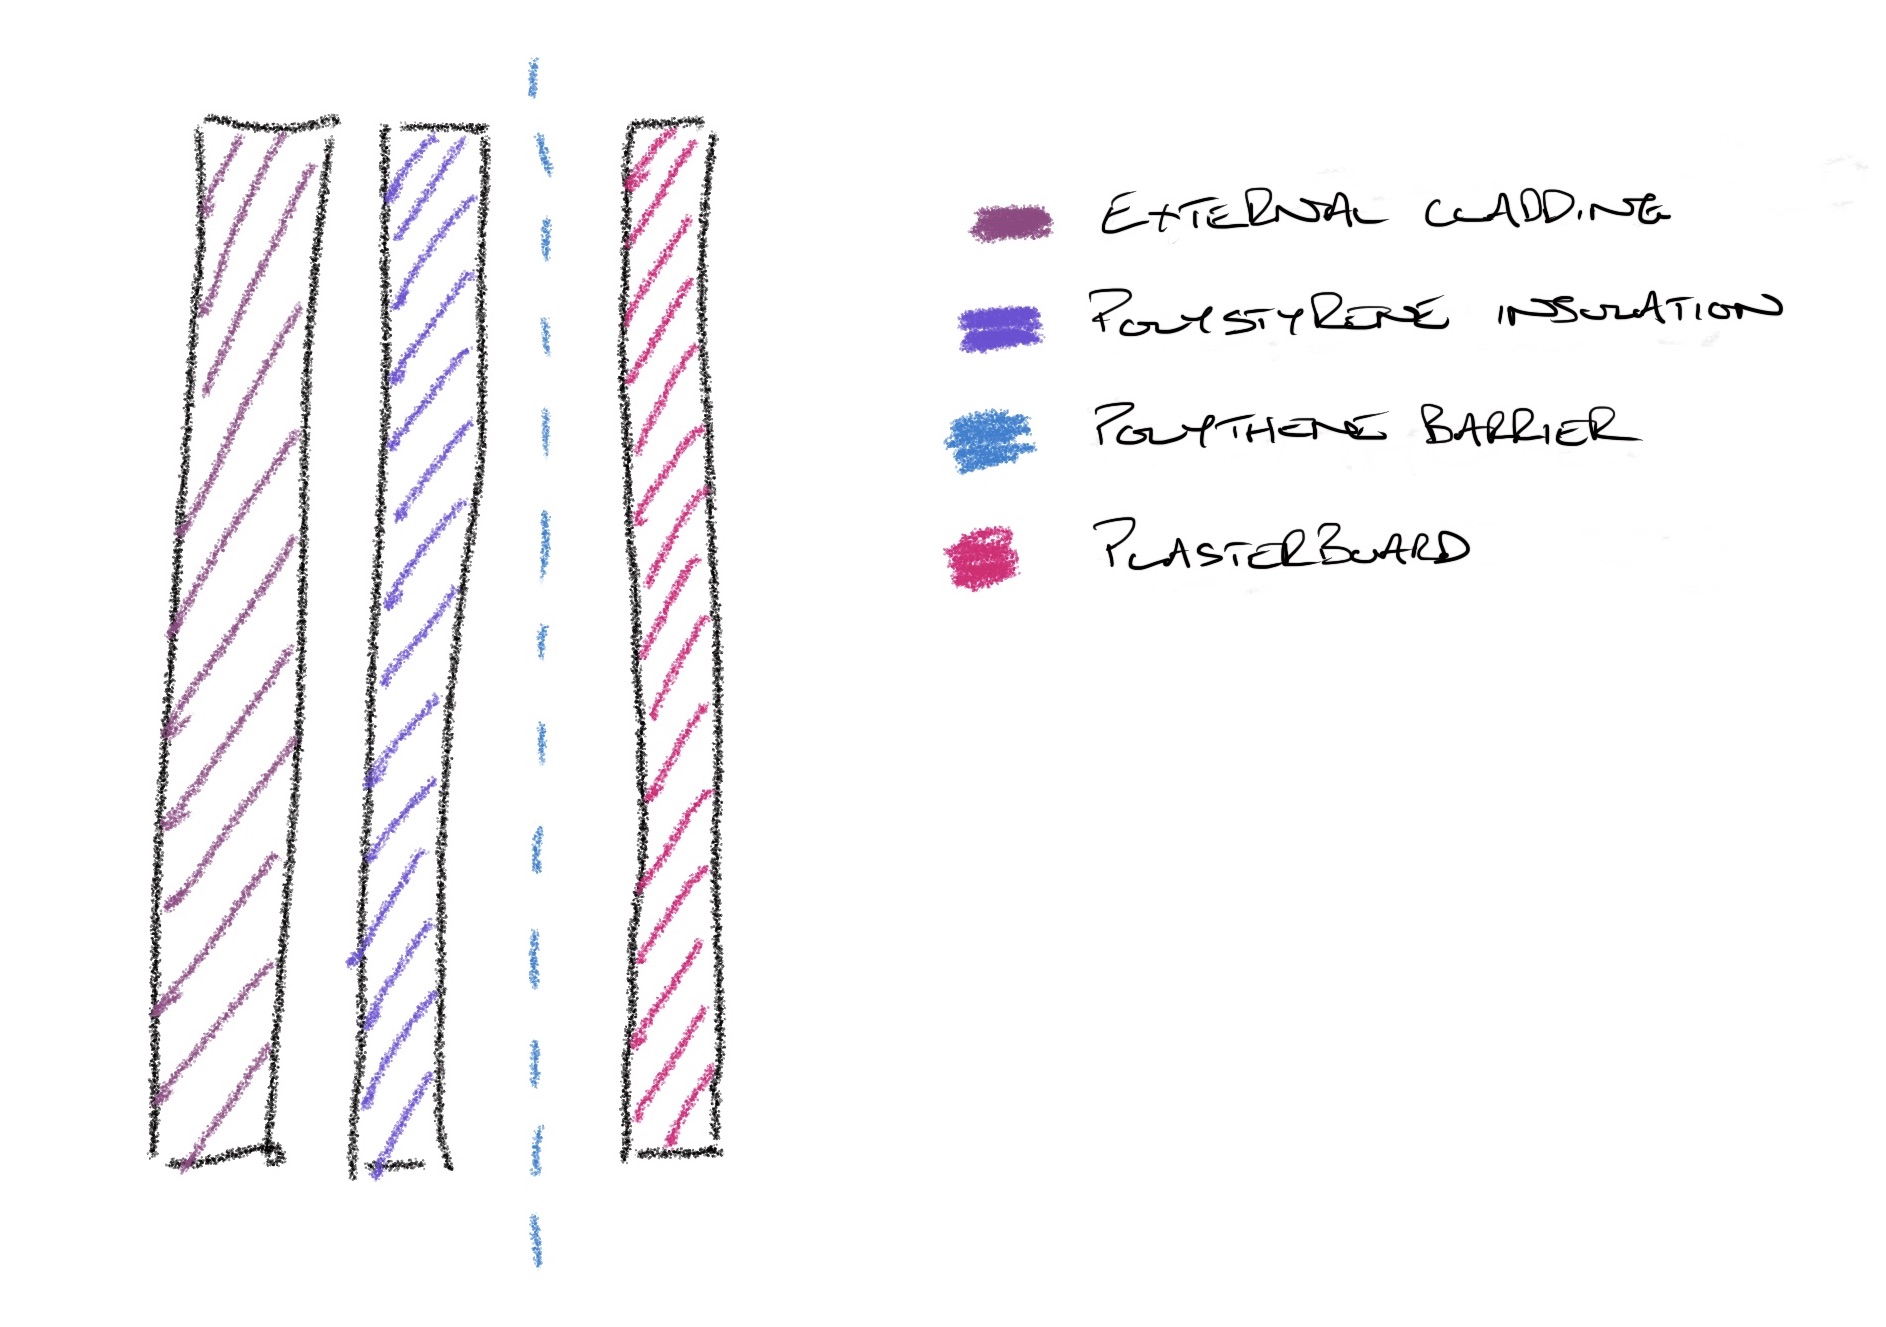 EXTERNAL CLADDING
POLYSTYRENE INSULATION
POLYTHENE BARRIER
PLASTERBOARD